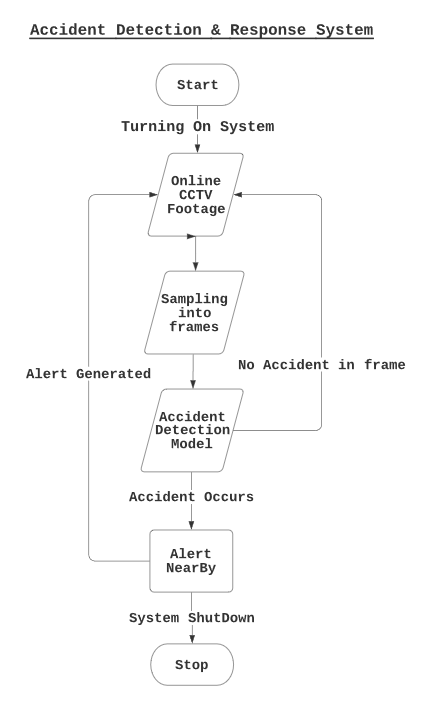 Accident Detection & Response System
Start
Turning On System
Online
CCTV
Footage
Sampling
into
frames
No Accident in frame
Alert Generated
Accident
Detection
Model
Accident Occurs
Alert
NearBy
System ShutDown
Stop